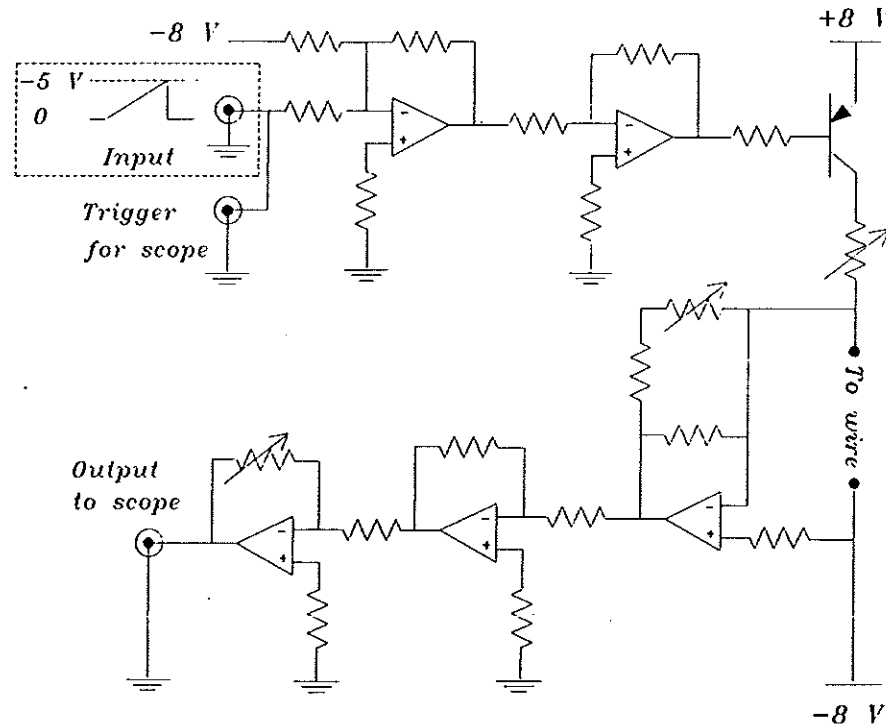 -8 V
+8 V
-5 V
0
Input
Trigger
for scope
-
+
-
+
To wire
Output
to scope
-
+
-
+
-
+
-8 V